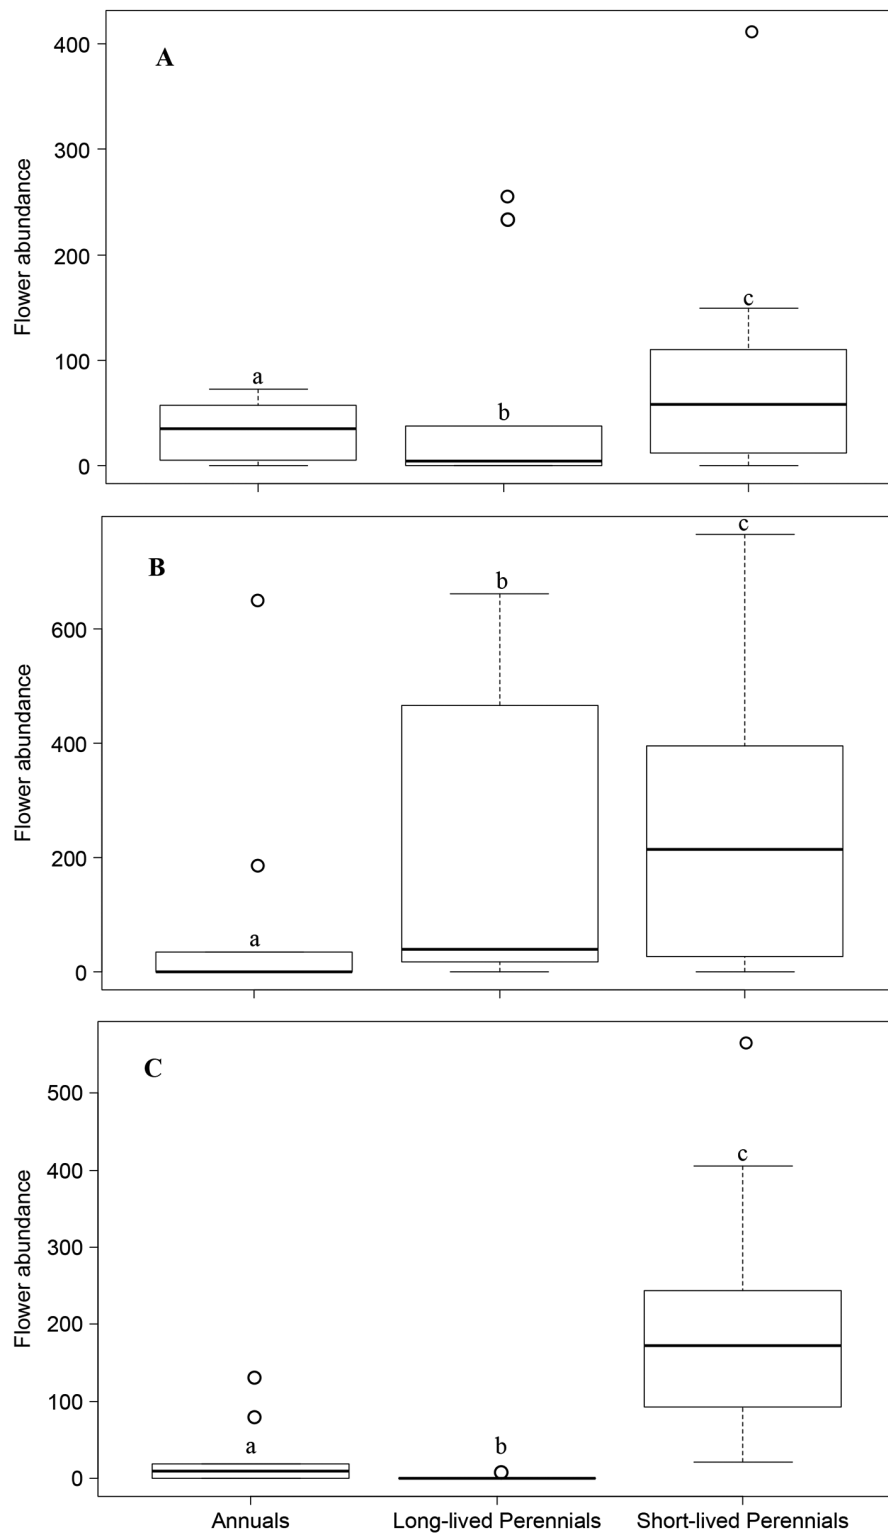 A
400
300
200
100
0
Flower abundance
a
b
c
B
600
400
200
0
Flower abundance
a
b
c
C
500
400
300
200
100
0
Flower abundance
a
b
c
Annuals Long-lived Perennials Short-lived Perennials